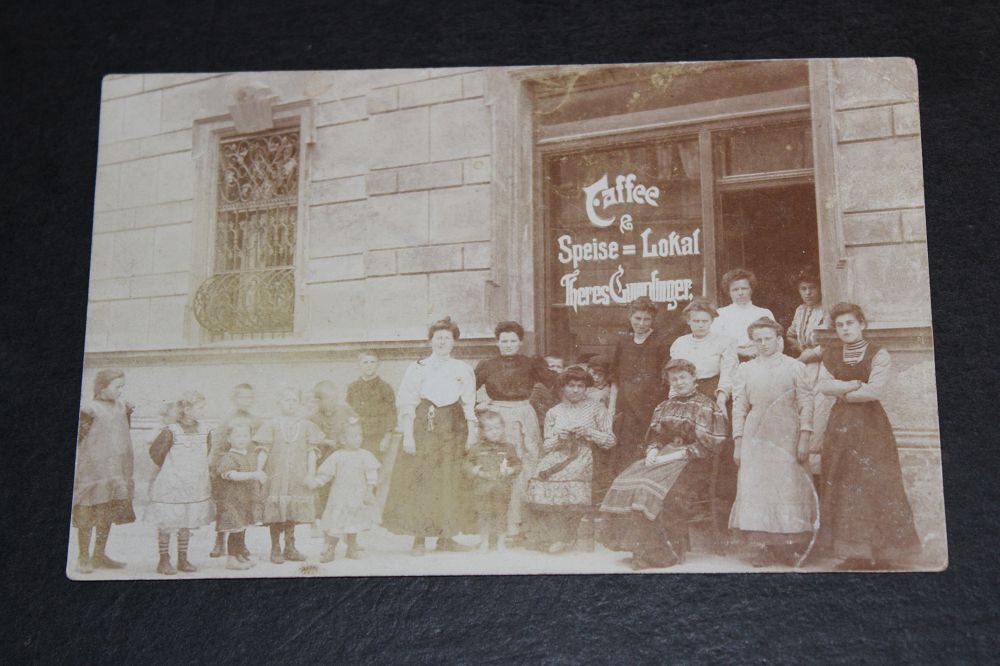 Caffee
&
Speise = Lokal
Theres